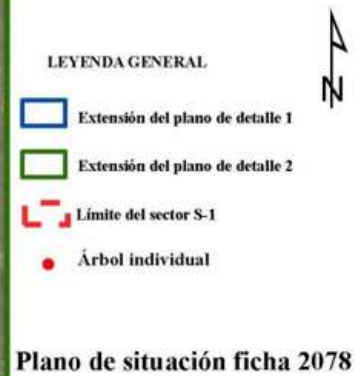 N
LEYENDA GENERAL
Extensión del plano de detalle 1
Extensión del plano de detalle 2
Límite del sector S-1
Árbol individual
Plano de situación ficha 2078